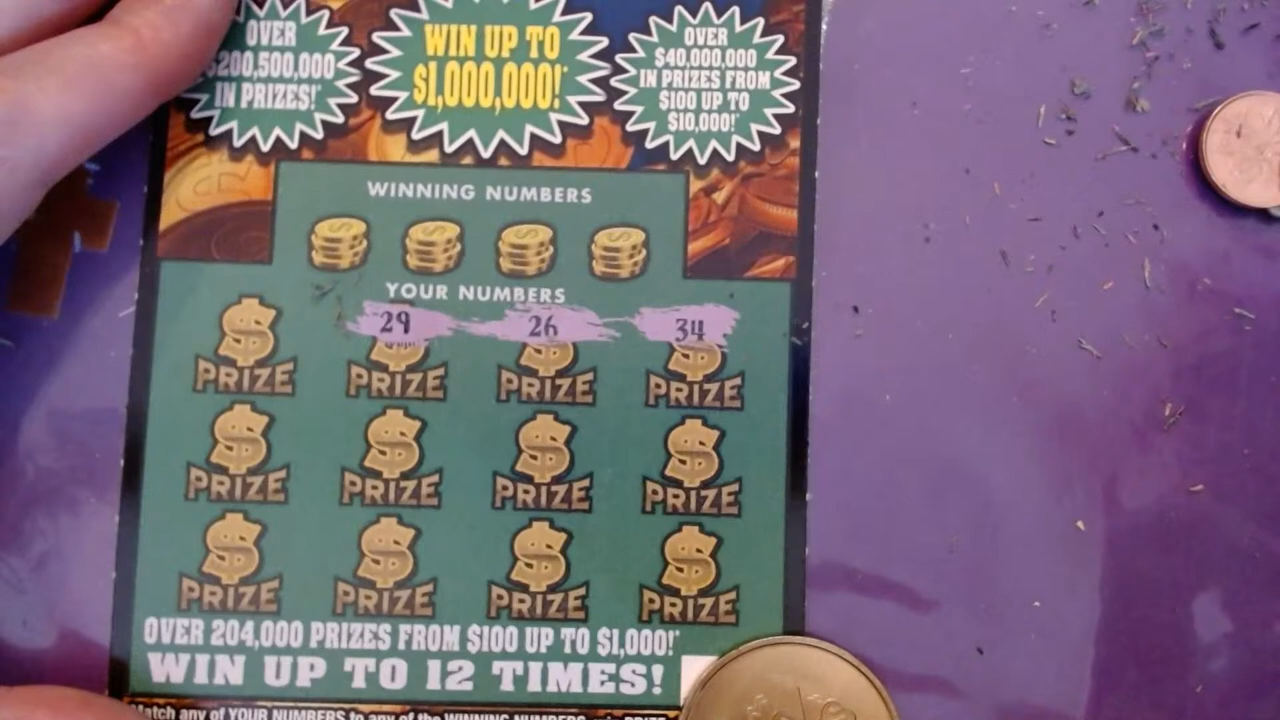 OVER
$200,500,000
IN PRIZES!*
WIN UP TO
$1,000,000!*
OVER
$40,000,000
IN PRIZES FROM
$100 UP TO
$10,000!*
WINNING NUMBERS
YOUR NUMBERS
29 26 34
PRIZE PRIZE PRIZE PRIZE
PRIZE PRIZE PRIZE PRIZE
PRIZE PRIZE PRIZE PRIZE
OVER 204,000 PRIZES FROM $100 UP TO $1,000!*
WIN UP TO 12 TIMES!
Match any of YOUR NUMBERS to any of the WINNING NUMBERS, win PRIZE